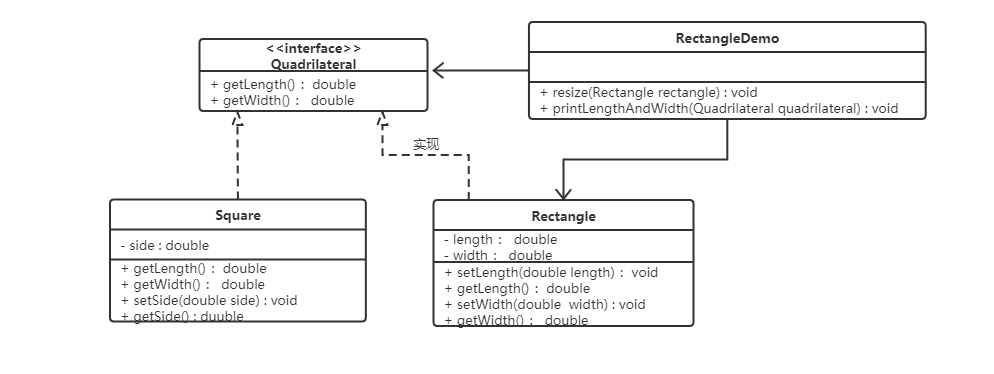 <<interface>>
Quadrilateral
+ getLength() :  double
+ getWidth() :  double
RectangleDemo
+ resize(Rectangle rectangle) : void
+ printLengthAndWidth(Quadrilateral quadrilateral) : void
实现
Square
- side : double
+ getLength() :  double
+ getWidth() :  double
+ setSide(double side) : void
+ getSide() : duuble
Rectangle
- length :  double
- width :  double
+ setLength(double length) :  void
+ getLength() :  double
+ setWidth(double  width) : void
+ getWidth() :  double